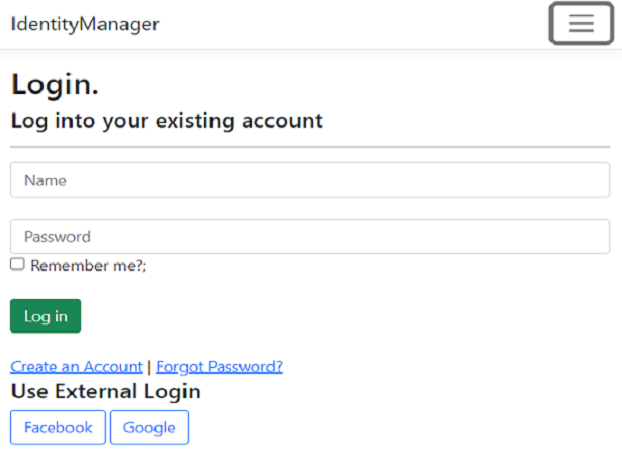 IdentityManager
Login.
Log into your existing account
Name
Password
Remember me?;
Log in
Create an Account | Forgot Password?
Use External Login
Facebook Google